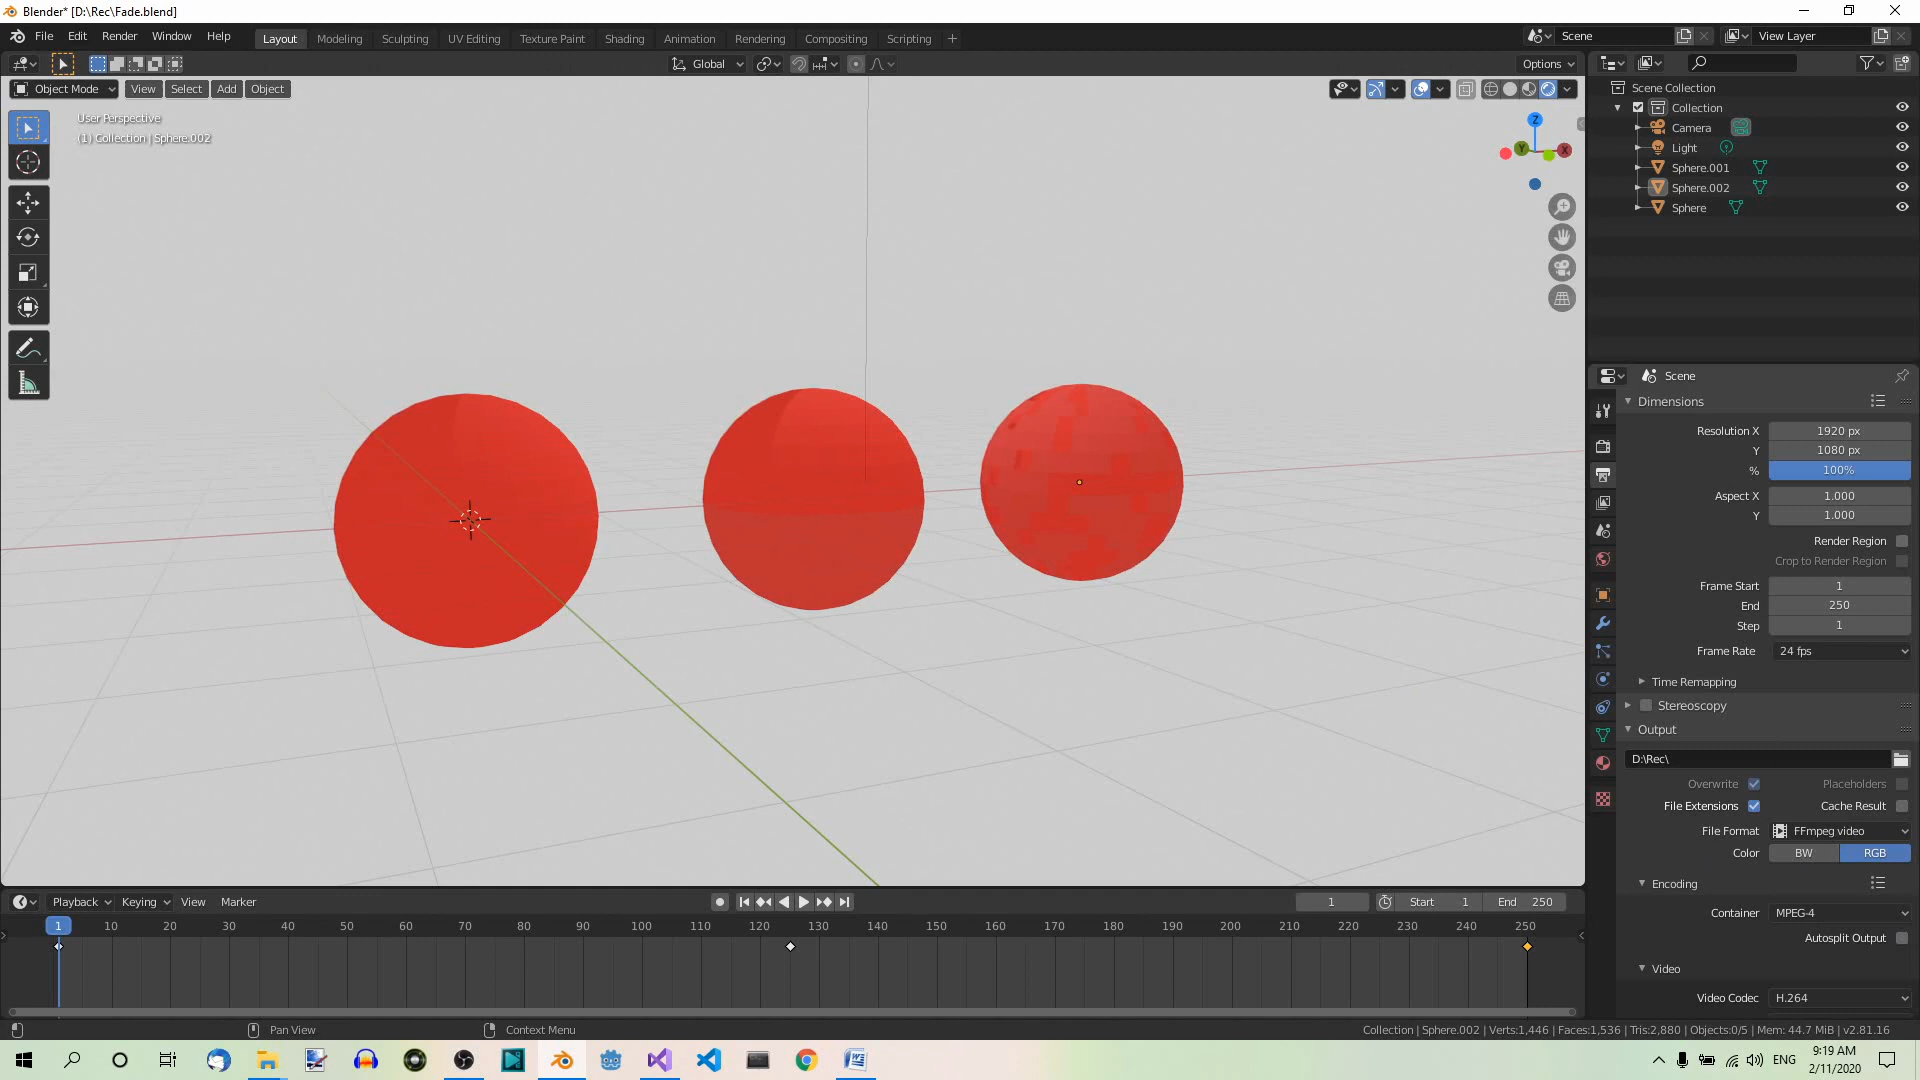 Blender* [D:\Rec\Fade.blend]
File Edit Render Window Help Layout Modeling Sculpting UV Editing Texture Paint Shading Animation Rendering Compositing Scripting + Scene View Layer
Global Options
Object Mode View Select Add Object
User Perspective
(1) Collection | Sphere.002
Z
Y X
Scene Collection
Collection
Camera
Light
Sphere.001
Sphere.002
Sphere
Scene
Dimensions
Resolution X 1920 px
Y 1080 px
% 100%
Aspect X 1.000
Y 1.000
Render Region
Crop to Render Region
Frame Start 1
End 250
Step 1
Frame Rate 24 fps
Time Remapping
Stereoscopy
Output
D:\Rec\
Overwrite Placeholders
File Extensions Cache Result
File Format FFmpeg video
Color BW RGB
Encoding
Container MPEG-4
Autosplit Output
Video
Video Codec H.264
Playback Keying View Marker 1 Start 1 End 250
1 10 20 30 40 50 60 70 80 90 100 110 120 130 140 150 160 170 180 190 200 210 220 230 240 250
Pan View Context Menu Collection | Sphere.002 | Verts:1,446 | Faces:1,536 | Tris:2,880 | Objects:0/5 | Mem: 44.7 MiB | v2.81.16
ENG 9:19 AM
2/11/2020